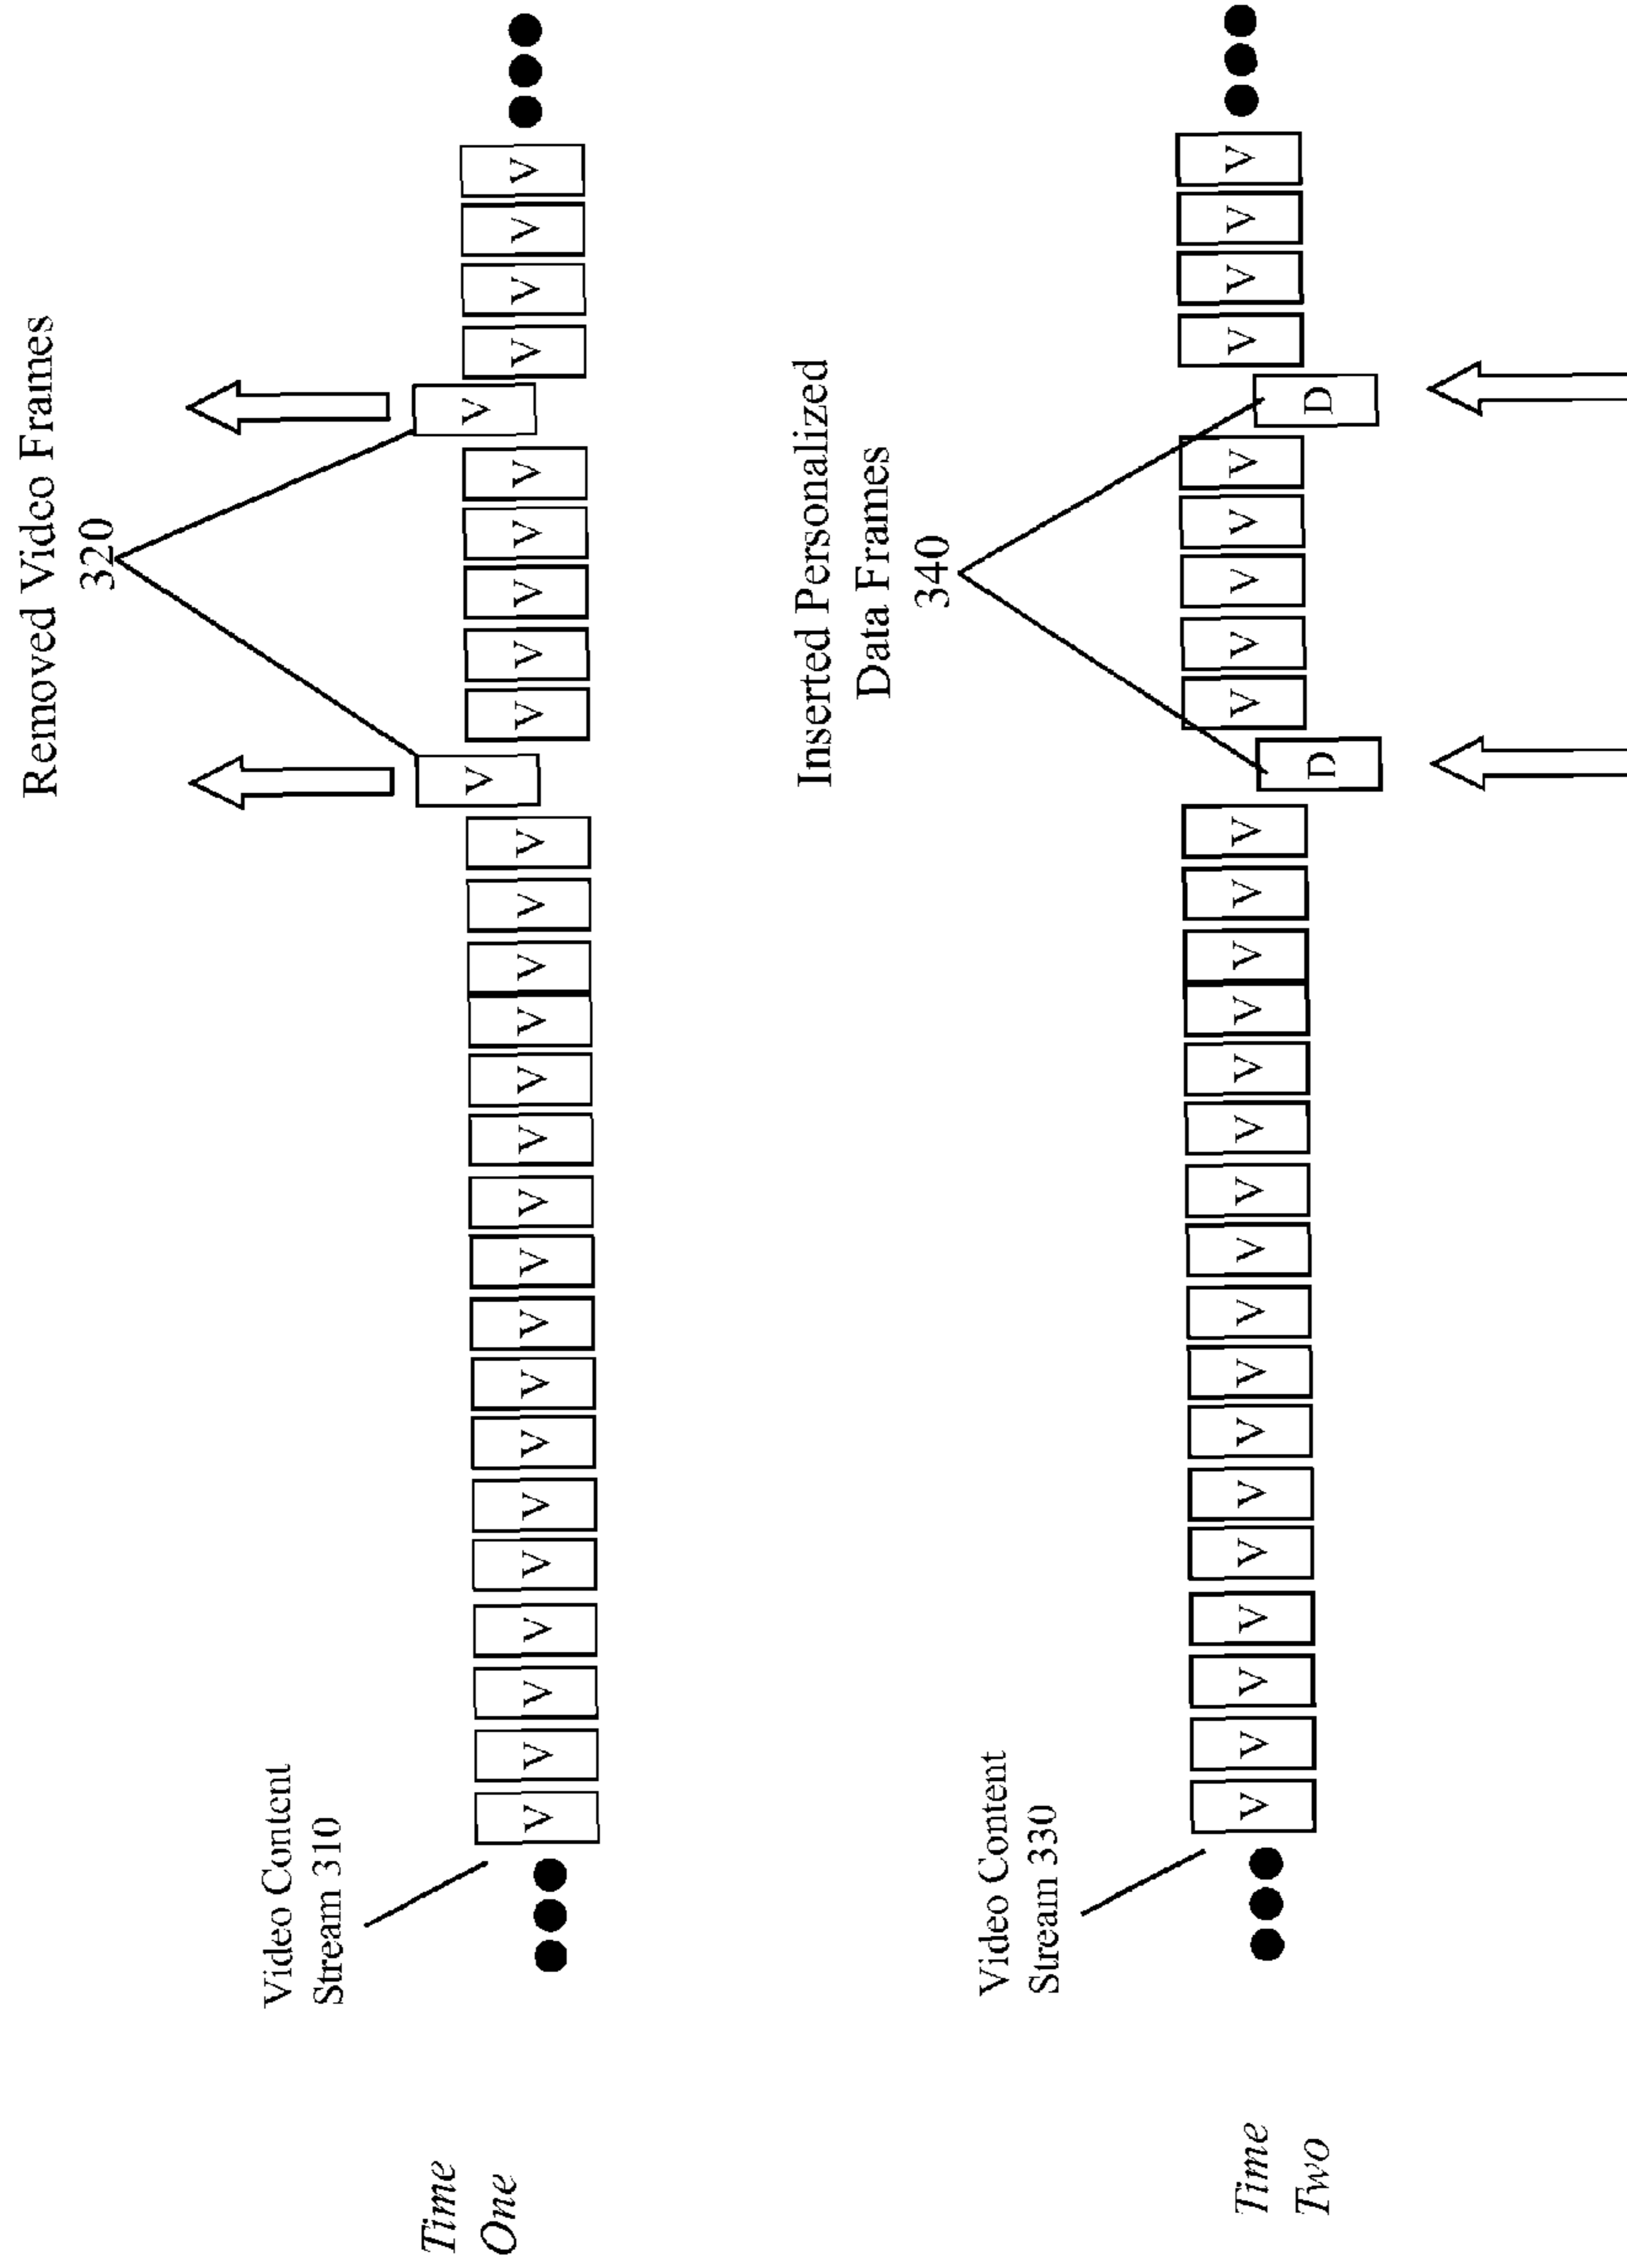 Removed Video Frames
320
Video Content
Stream 310
Time
One
V V V V V V V V V V V V V V V V V V V V V V V V V V V V
Inserted Personalized
Data Frames
340
Video Content
Stream 330
Time
Two
V V V V V V V V V V V V V V V V V D V V V V V D V V V V